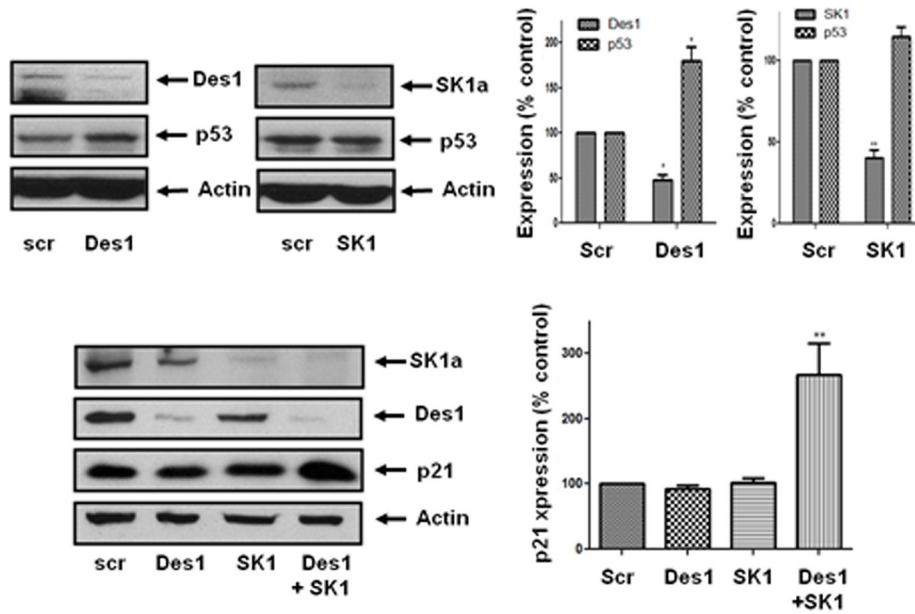 Des1
p53
Actin
scr Des1
SK1a
p53
Actin
scr SK1
Expression (% control)
200
150
100
50
0
Des1
p53
*
*
Scr Des1
Expression (% control)
100
50
0
SK1
p53
**
Scr SK1
SK1a
Des1
p21
Actin
scr Des1 SK1 Des1
+ SK1
p21 xpression (% control)
300
200
100
0
**
Scr Des1 SK1 Des1
+SK1